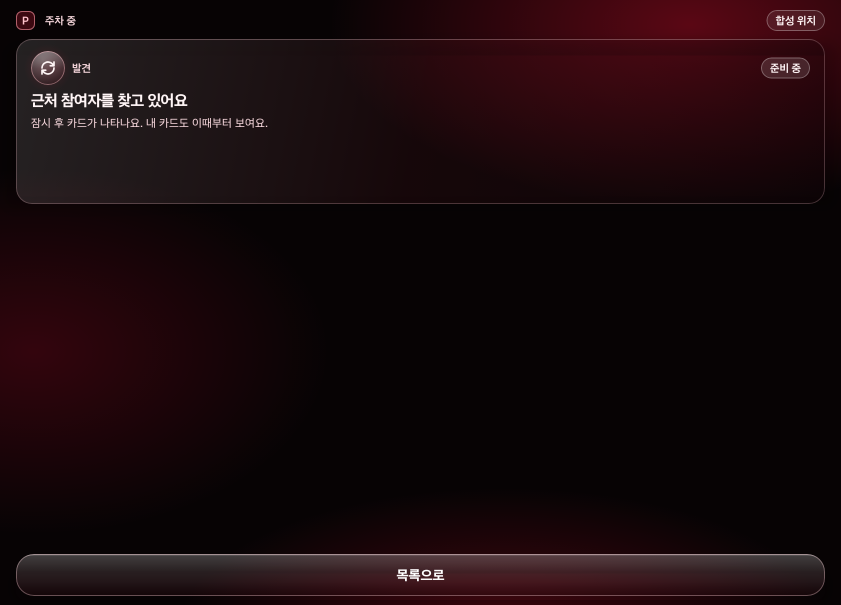 P 주차 중
합성 위치
발견
준비 중
근처 참여자를 찾고 있어요
잠시 후 카드가 나타나요. 내 카드도 이때부터 보여요.
목록으로